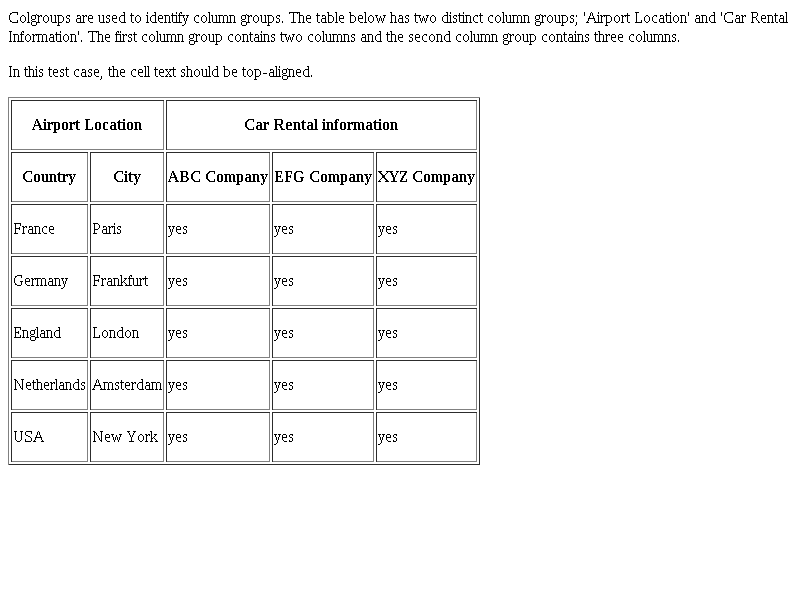 Colgroups are used to identify column groups. The table below has two distinct column groups; 'Airport Location' and 'Car Rental
Information'. The first column group contains two columns and the second column group contains three columns.
In this test case, the cell text should be top-aligned.
Airport Location Car Rental information
Country City ABC Company EFG Company XYZ Company
France Paris yes yes yes
Germany Frankfurt yes yes yes
England London yes yes yes
Netherlands Amsterdam yes yes yes
USA New York yes yes yes